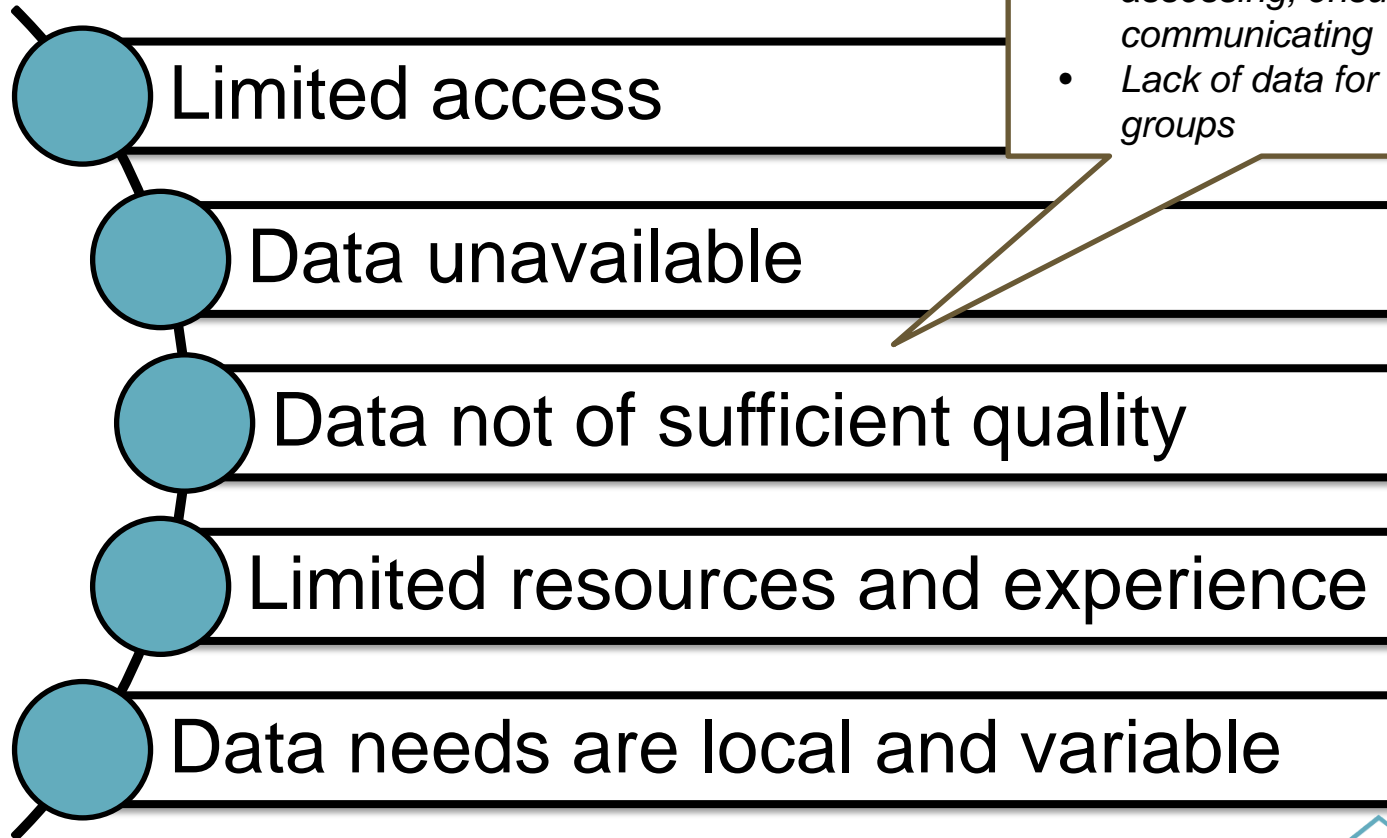 communicating
• Lack of data for
groups
Limited access
Data unavailable
Data not of sufficient quality
Limited resources and experience
Data needs are local and variable